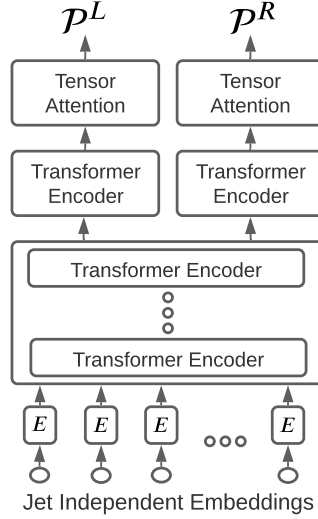 𝒫^L 𝒫^R
Tensor Attention
Tensor Attention
Transformer Encoder
Transformer Encoder
Transformer Encoder
Transformer Encoder
E E E E
Jet Independent Embeddings